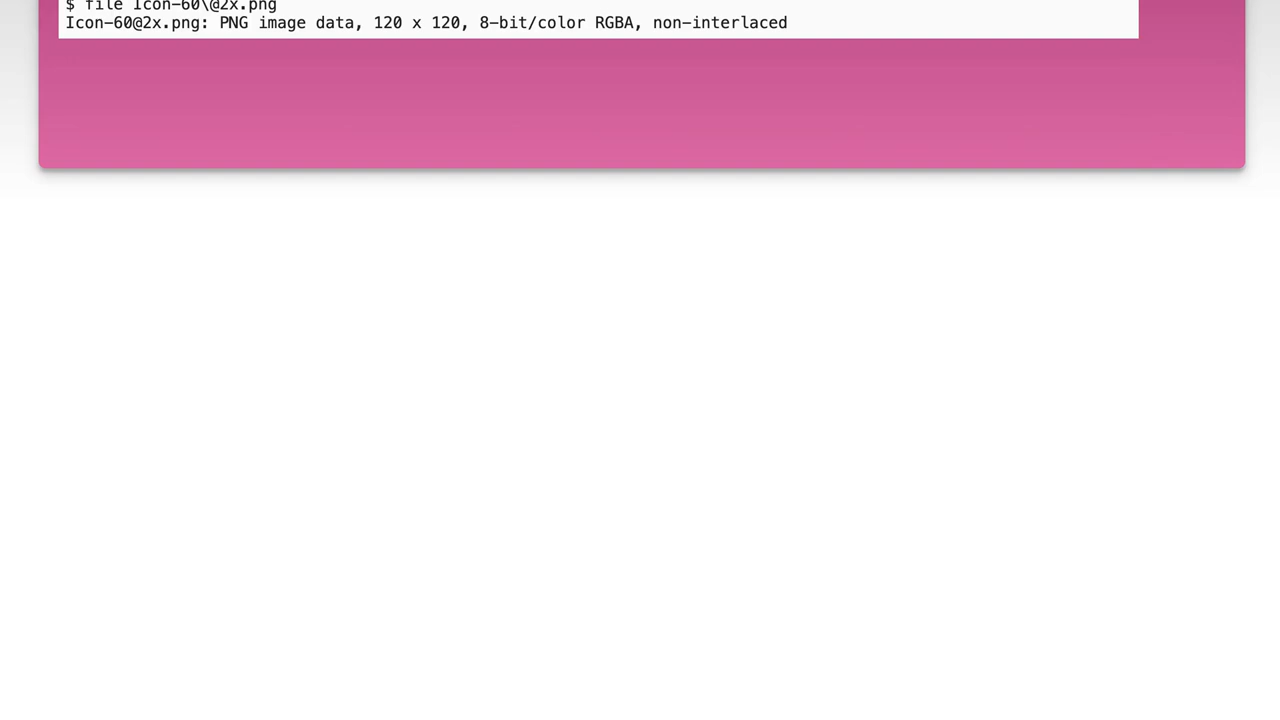 $ file Icon-60\@2x.png
Icon-60@2x.png: PNG image data, 120 x 120, 8-bit/color RGBA, non-interlaced